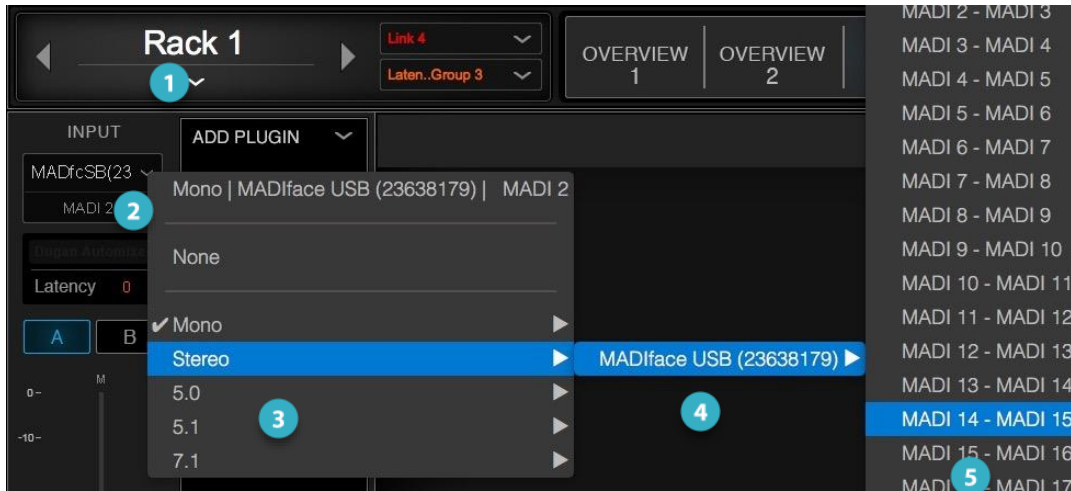 Rack 1
1
Link 4
Laten..Group 3
OVERVIEW
1
OVERVIEW
2
INPUT
MADfcSB(23
MADI 2
2
Dugan Automixe
Latency 0
A B
M
0-
-10-
ADD PLUGIN
Mono | MADIface USB (23638179) | MADI 2
None
✔ Mono
Stereo
5.0
5.1
7.1
3
MADIface USB (23638179)
4
MADI 2 - MADI 3
MADI 3 - MADI 4
MADI 4 - MADI 5
MADI 5 - MADI 6
MADI 6 - MADI 7
MADI 7 - MADI 8
MADI 8 - MADI 9
MADI 9 - MADI 10
MADI 10 - MADI 11
MADI 11 - MADI 12
MADI 12 - MADI 13
MADI 13 - MADI 14
MADI 14 - MADI 15
MADI 15 - MADI 16
MADI - MADI 17
5